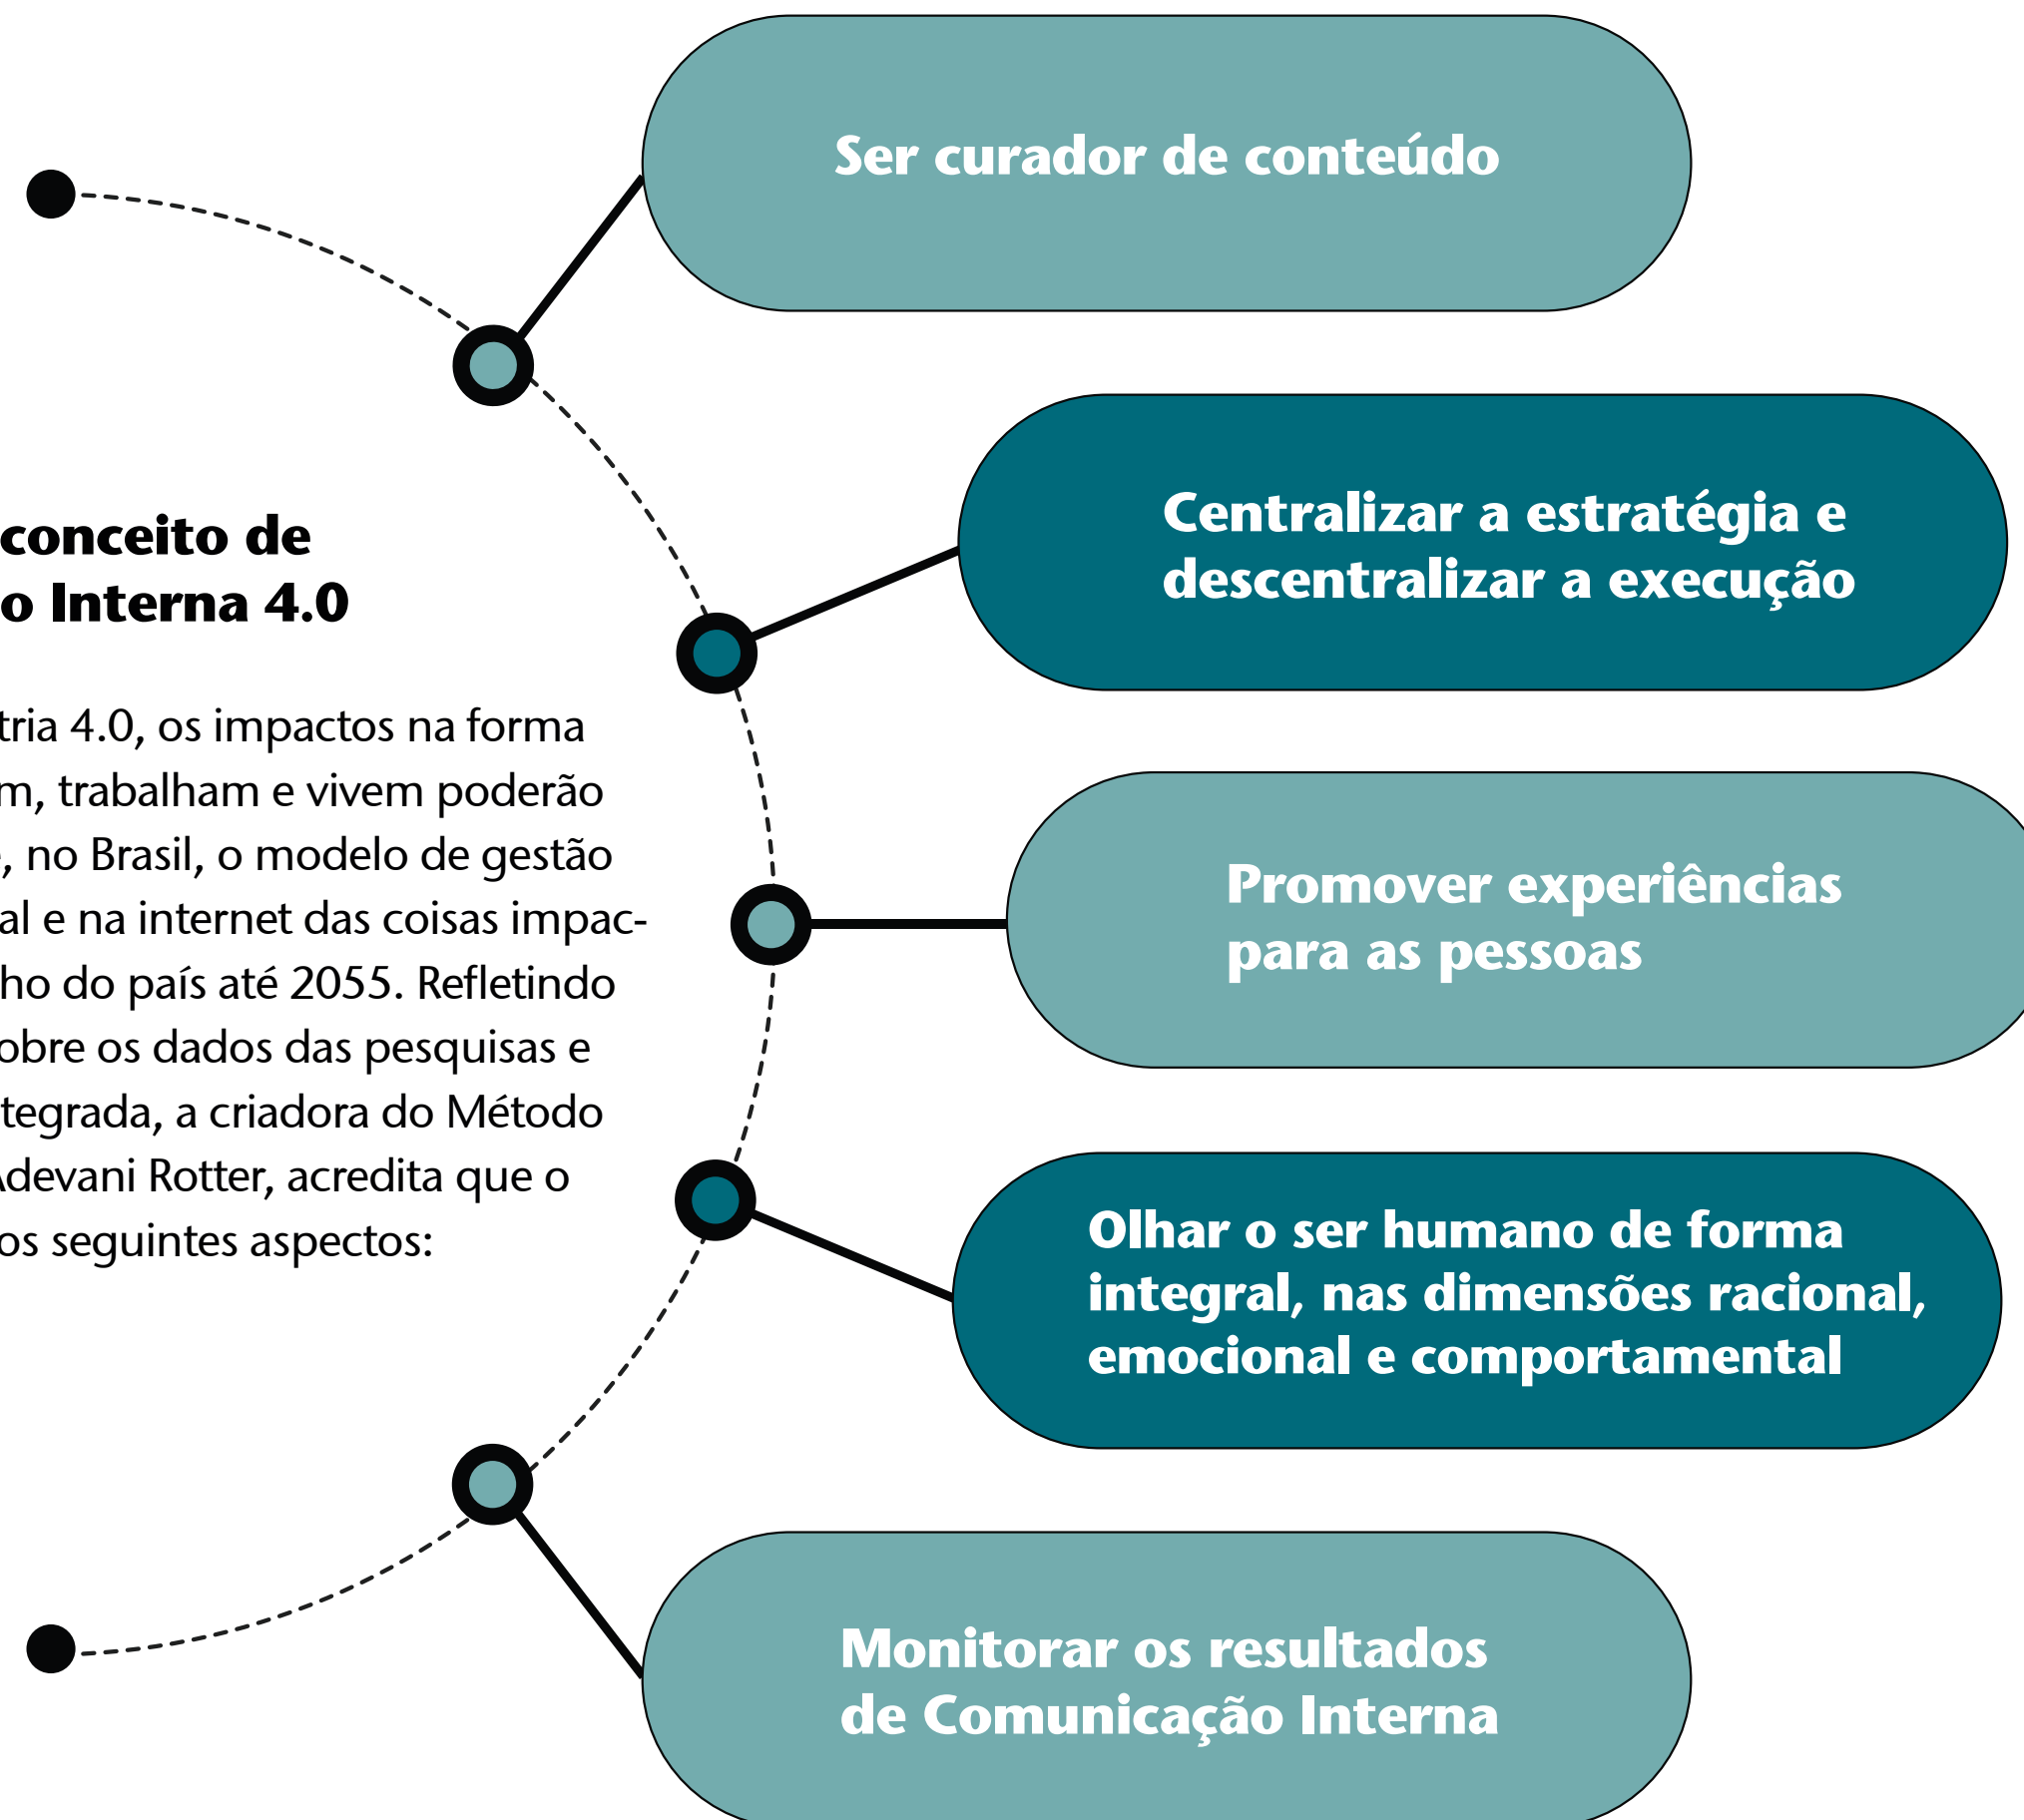 Ser curador de conteúdo
Centralizar a estratégia e
descentralizar a execução
Promover experiências
para as pessoas
Olhar o ser humano de forma
integral, nas dimensões racional,
emocional e comportamental
Monitorar os resultados
de Comunicação Interna
conceito de
o Interna 4.0
tria 4.0, os impactos na forma
m, trabalham e vivem poderão
, no Brasil, o modelo de gestão
al e na internet das coisas impac-
ho do país até 2055. Refletindo
obre os dados das pesquisas e
tegrada, a criadora do Método
Adevani Rotter, acredita que o
os seguintes aspectos: